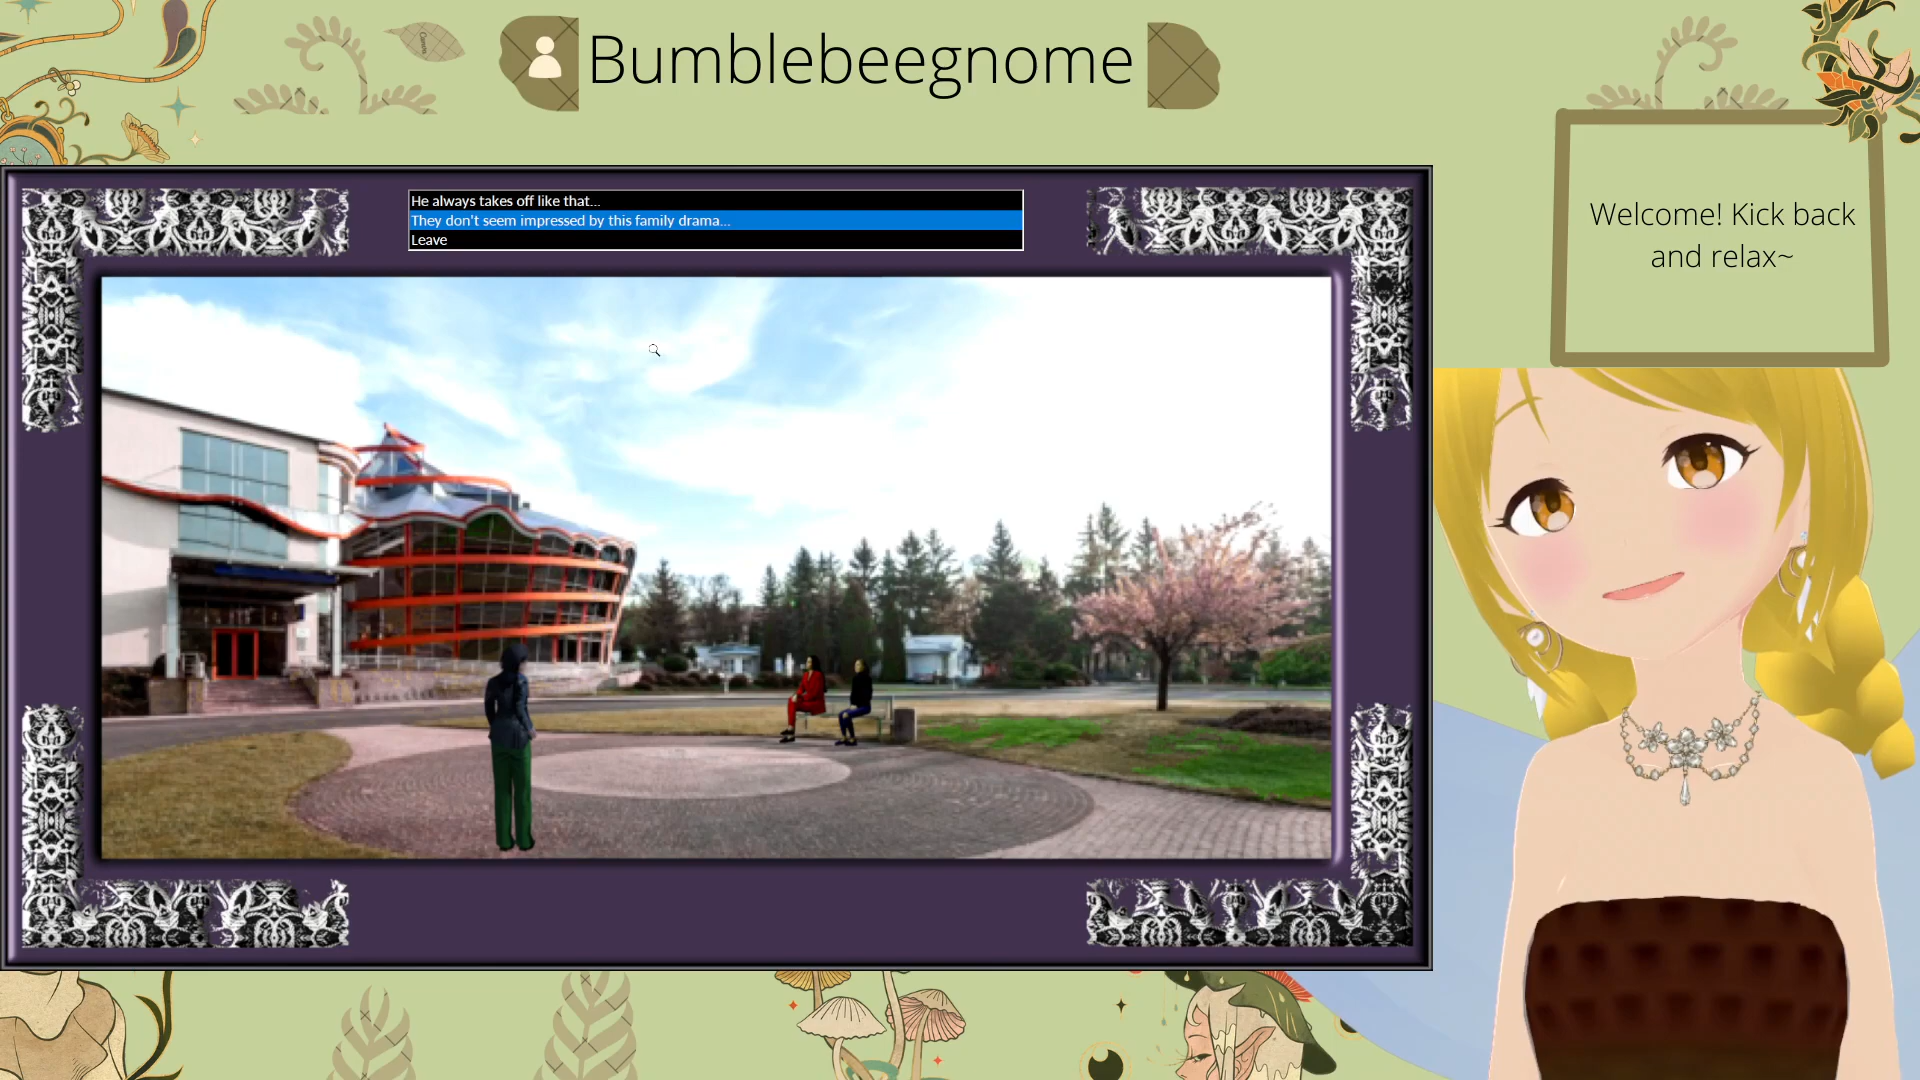 Bumblebeegnome
He always takes off like that...
They don't seem impressed by this family drama...
Leave
Welcome! Kick back
and relax~
Canva